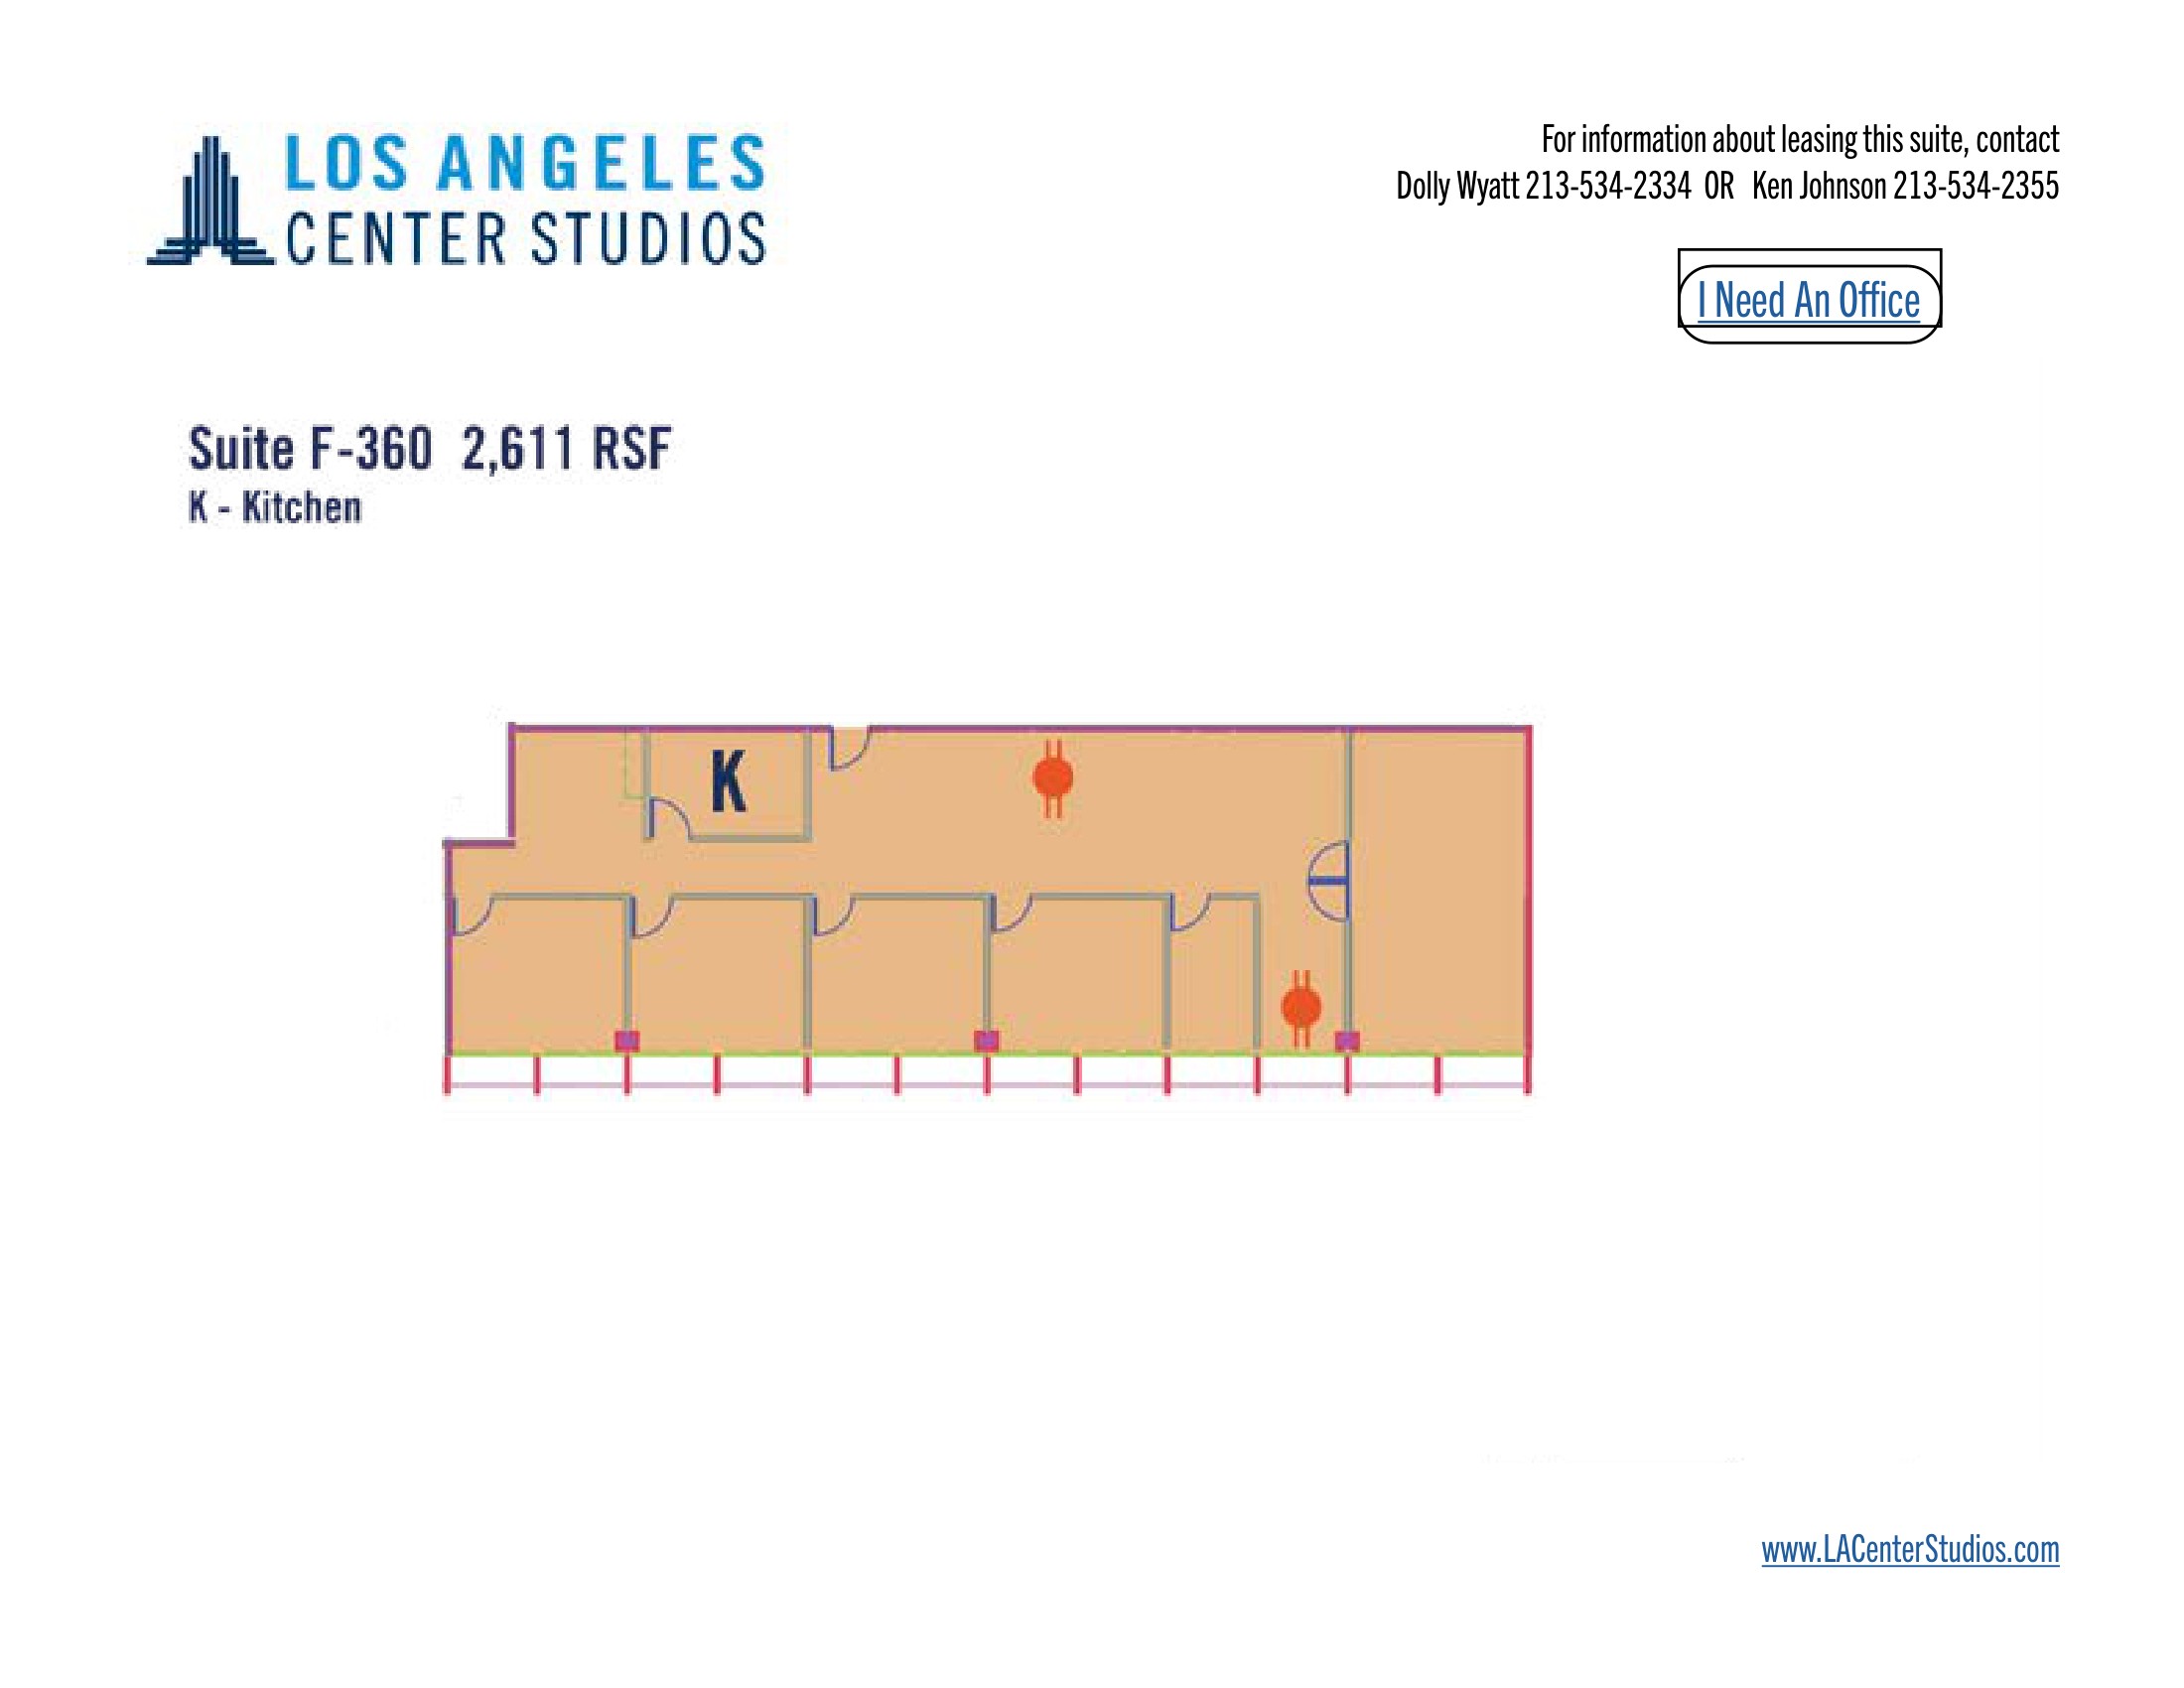 LOS ANGELES
CENTER STUDIOS
For information about leasing this suite, contact
Dolly Wyatt 213-534-2334 OR Ken Johnson 213-534-2355
I Need An Office
Suite F-360 2,611 RSF
K - Kitchen
K
www.LACenterStudios.com